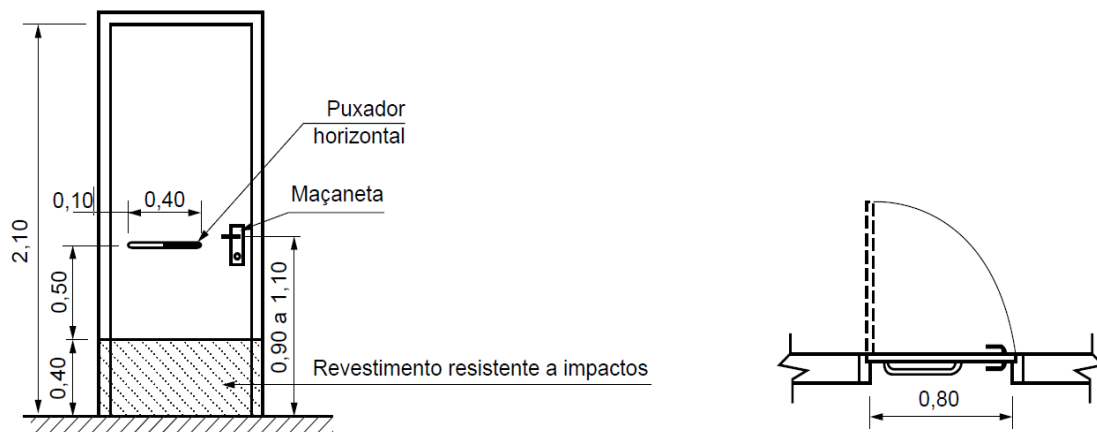 Puxador
horizontal
Maçaneta
0,10
0,40
2,10
0,50
0,90 a 1,10
0,40
Revestimento resistente a impactos
0,80